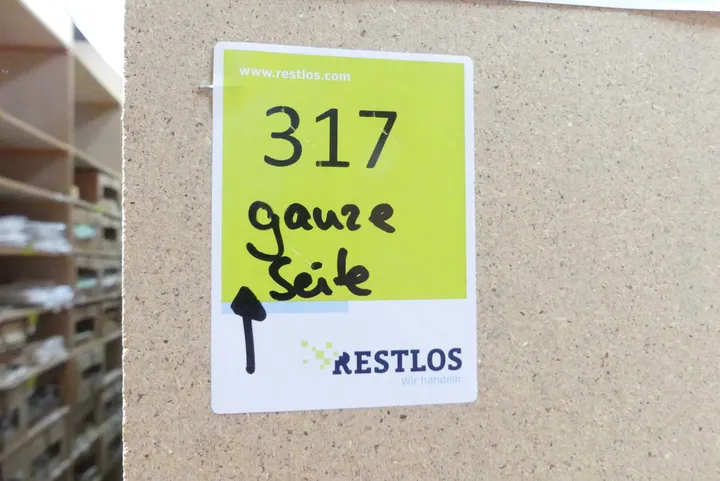 www.restlos.com
317
ganze
Seite
RESTLOS
Wir handeln